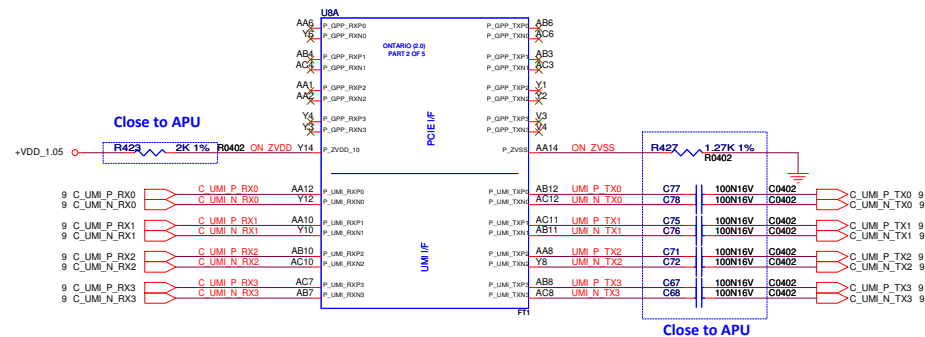 U8A
AA6 P_GPP_RXP0 P_GPP_TXP0 AB6
Y6 P_GPP_RXN0 P_GPP_TXN0 AC6
ONTARIO (2.0)
PART 2 OF 5
AB4 P_GPP_RXP1 P_GPP_TXP1 AB3
AC4 P_GPP_RXN1 P_GPP_TXN1 AC3
AA1 P_GPP_RXP2 P_GPP_TXP2 Y1
AA2 P_GPP_RXN2 P_GPP_TXN2 Y2
Y4 P_GPP_RXP3 P_GPP_TXP3 V3
Y3 P_GPP_RXN3 P_GPP_TXN3 V4
PCIE I/F
Close to APU
+VDD_1.05 R423 2K 1% R0402 ON_ZVDD Y14 P_ZVDD_10 P_ZVSS AA14 ON_ZVSS R427 1.27K 1%
R0402
9 C_UMI_P_RX0 C_UMI_P_RX0 AA12 P_UMI_RXP0 P_UMI_TXP0 AB12 UMI_P_TX0 C77 100N16V C0402 C_UMI_P_TX0 9
9 C_UMI_N_RX0 C_UMI_N_RX0 Y12 P_UMI_RXN0 P_UMI_TXN0 AC12 UMI_N_TX0 C78 100N16V C0402 C_UMI_N_TX0 9
9 C_UMI_P_RX1 C_UMI_P_RX1 AA10 P_UMI_RXP1 P_UMI_TXP1 AC11 UMI_P_TX1 C75 100N16V C0402 C_UMI_P_TX1 9
9 C_UMI_N_RX1 C_UMI_N_RX1 Y10 P_UMI_RXN1 P_UMI_TXN1 AB11 UMI_N_TX1 C76 100N16V C0402 C_UMI_N_TX1 9
9 C_UMI_P_RX2 C_UMI_P_RX2 AB10 P_UMI_RXP2 P_UMI_TXP2 AA8 UMI_P_TX2 C71 100N16V C0402 C_UMI_P_TX2 9
9 C_UMI_N_RX2 C_UMI_N_RX2 AC10 P_UMI_RXN2 P_UMI_TXN2 Y8 UMI_N_TX2 C72 100N16V C0402 C_UMI_N_TX2 9
9 C_UMI_P_RX3 C_UMI_P_RX3 AC7 P_UMI_RXP3 P_UMI_TXP3 AB8 UMI_P_TX3 C67 100N16V C0402 C_UMI_P_TX3 9
9 C_UMI_N_RX3 C_UMI_N_RX3 AB7 P_UMI_RXN3 P_UMI_TXN3 AC8 UMI_N_TX3 C68 100N16V C0402 C_UMI_N_TX3 9
UMI I/F
FT1
Close to APU